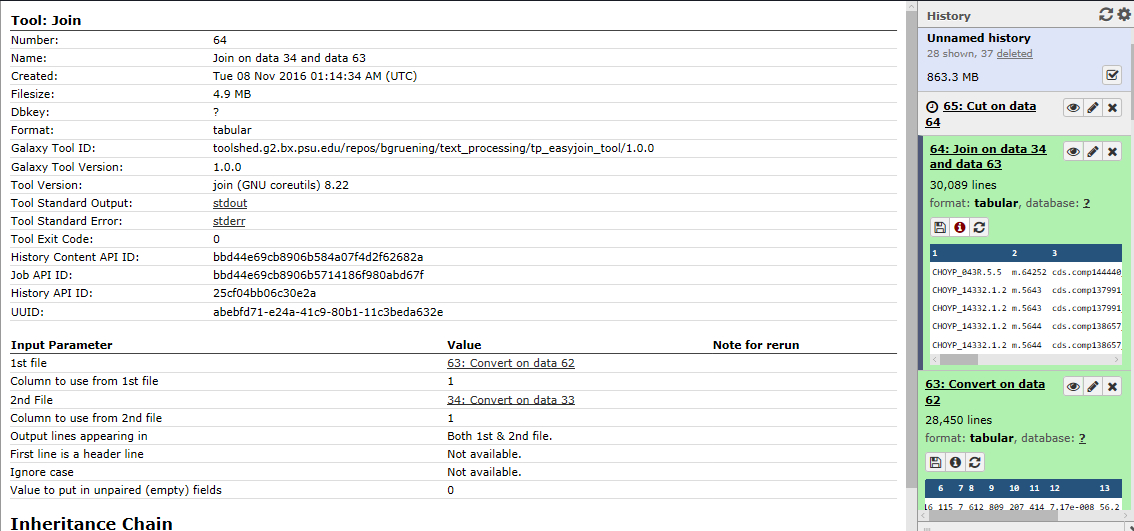 Tool: Join
Number: 64
Name: Join on data 34 and data 63
Created: Tue 08 Nov 2016 01:14:34 AM (UTC)
Filesize: 4.9 MB
Dbkey: ?
Format: tabular
Galaxy Tool ID: toolshed.g2.bx.psu.edu/repos/bgruening/text_processing/tp_easyjoin_tool/1.0.0
Galaxy Tool Version: 1.0.0
Tool Version: join (GNU coreutils) 8.22
Tool Standard Output: stdout
Tool Standard Error: stderr
Tool Exit Code: 0
History Content API ID: bbd44e69cb8906b584a07f4d2f62682a
Job API ID: bbd44e69cb8906b5714186f980abd67f
History API ID: 25cf04bb06c30e2a
UUID: abebfd71-e24a-41c9-80b1-11c3beda632e
Input Parameter Value Note for rerun
1st file 63: Convert on data 62
Column to use from 1st file 1
2nd File 34: Convert on data 33
Column to use from 2nd file 1
Output lines appearing in Both 1st & 2nd file.
First line is a header line Not available.
Ignore case Not available.
Value to put in unpaired (empty) fields 0
Inheritance Chain
History
Unnamed history
28 shown, 37 deleted
863.3 MB
65: Cut on data
64
64: Join on data 34
and data 63
30,089 lines
format: tabular, database: ?
1 2 3
CHOYP_043R.5.5 m.64252 cds.comp144440_
CHOYP_14332.1.2 m.5643 cds.comp137991_
CHOYP_14332.1.2 m.5643 cds.comp137991_
CHOYP_14332.1.2 m.5644 cds.comp138657_
CHOYP_14332.1.2 m.5644 cds.comp138657_
63: Convert on data
62
28,450 lines
format: tabular, database: ?
6 7 8 9 10 11 12 13
16 115 7 612 809 207 414 7.17e-008 56.2